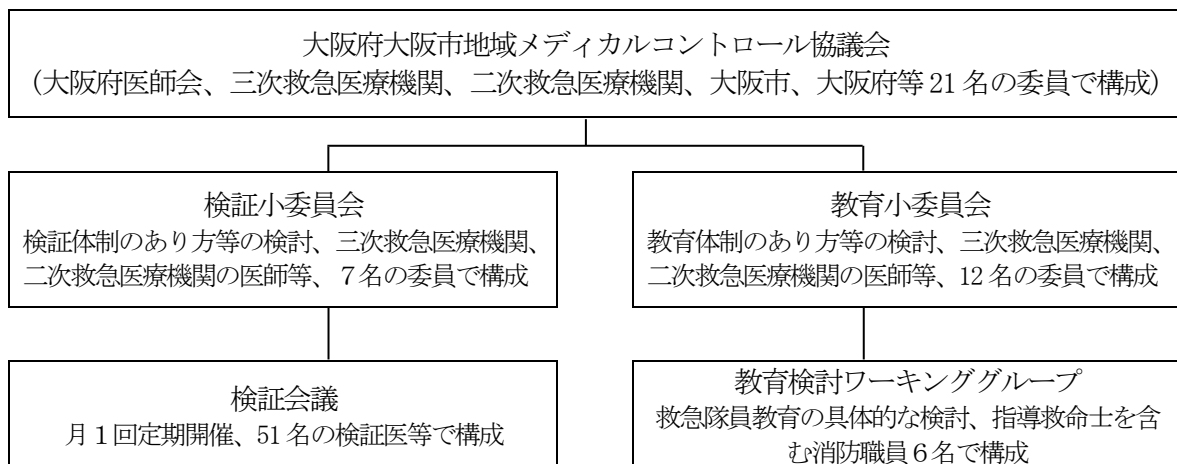 大阪府大阪市地域メディカルコントロール協議会
(大阪府医師会、三次救急医療機関、二次救急医療機関、大阪市、大阪府等 21 名の委員で構成)
検証小委員会
検証体制のあり方等の検討、三次救急医療機関、
二次救急医療機関の医師等、７名の委員で構成
教育小委員会
教育体制のあり方等の検討、三次救急医療機関、
二次救急医療機関の医師等、12 名の委員で構成
検証会議
月１回定期開催、51 名の検証医等で構成
教育検討ワーキンググループ
救急隊員教育の具体的な検討、指導救命士を含
む消防職員６名で構成